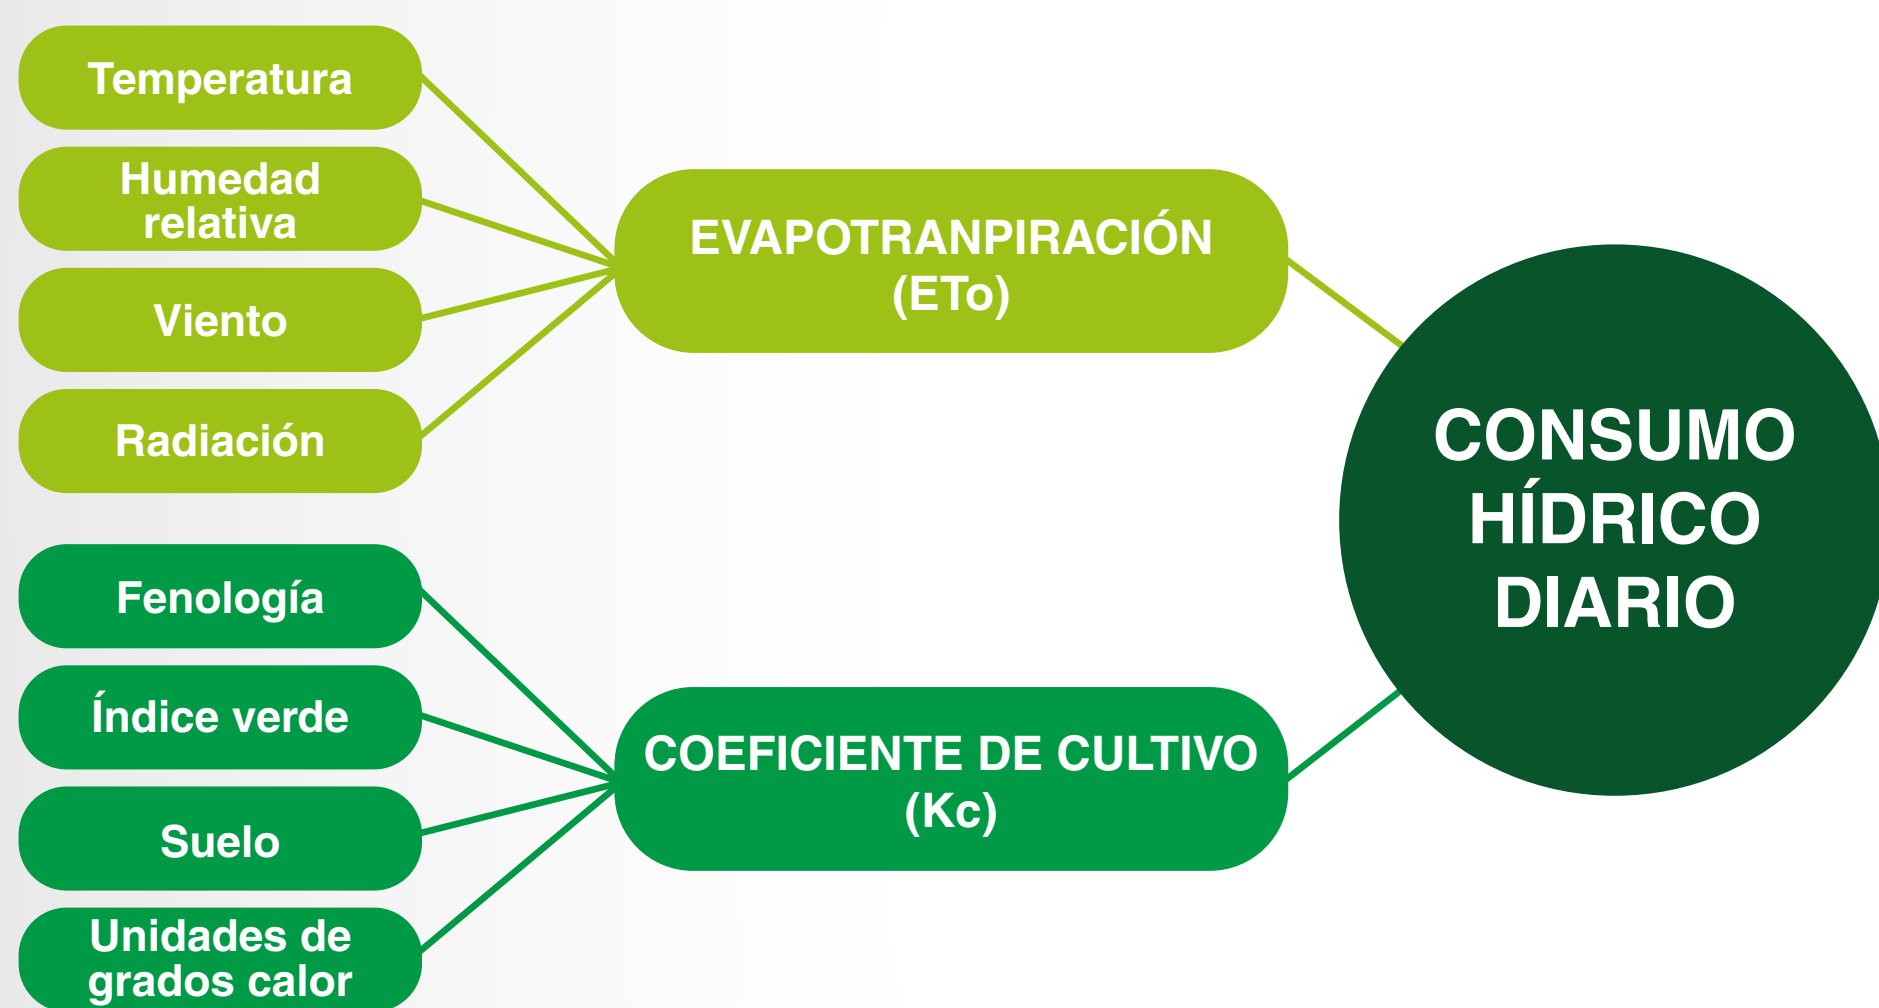 Temperatura
Humedad
relativa
Viento
Radiación
EVAPOTRANPIRACIÓN
(ETo)
Fenología
Índice verde
Suelo
Unidades de
grados calor
COEFICIENTE DE CULTIVO
(Kc)
CONSUMO
HÍDRICO
DIARIO